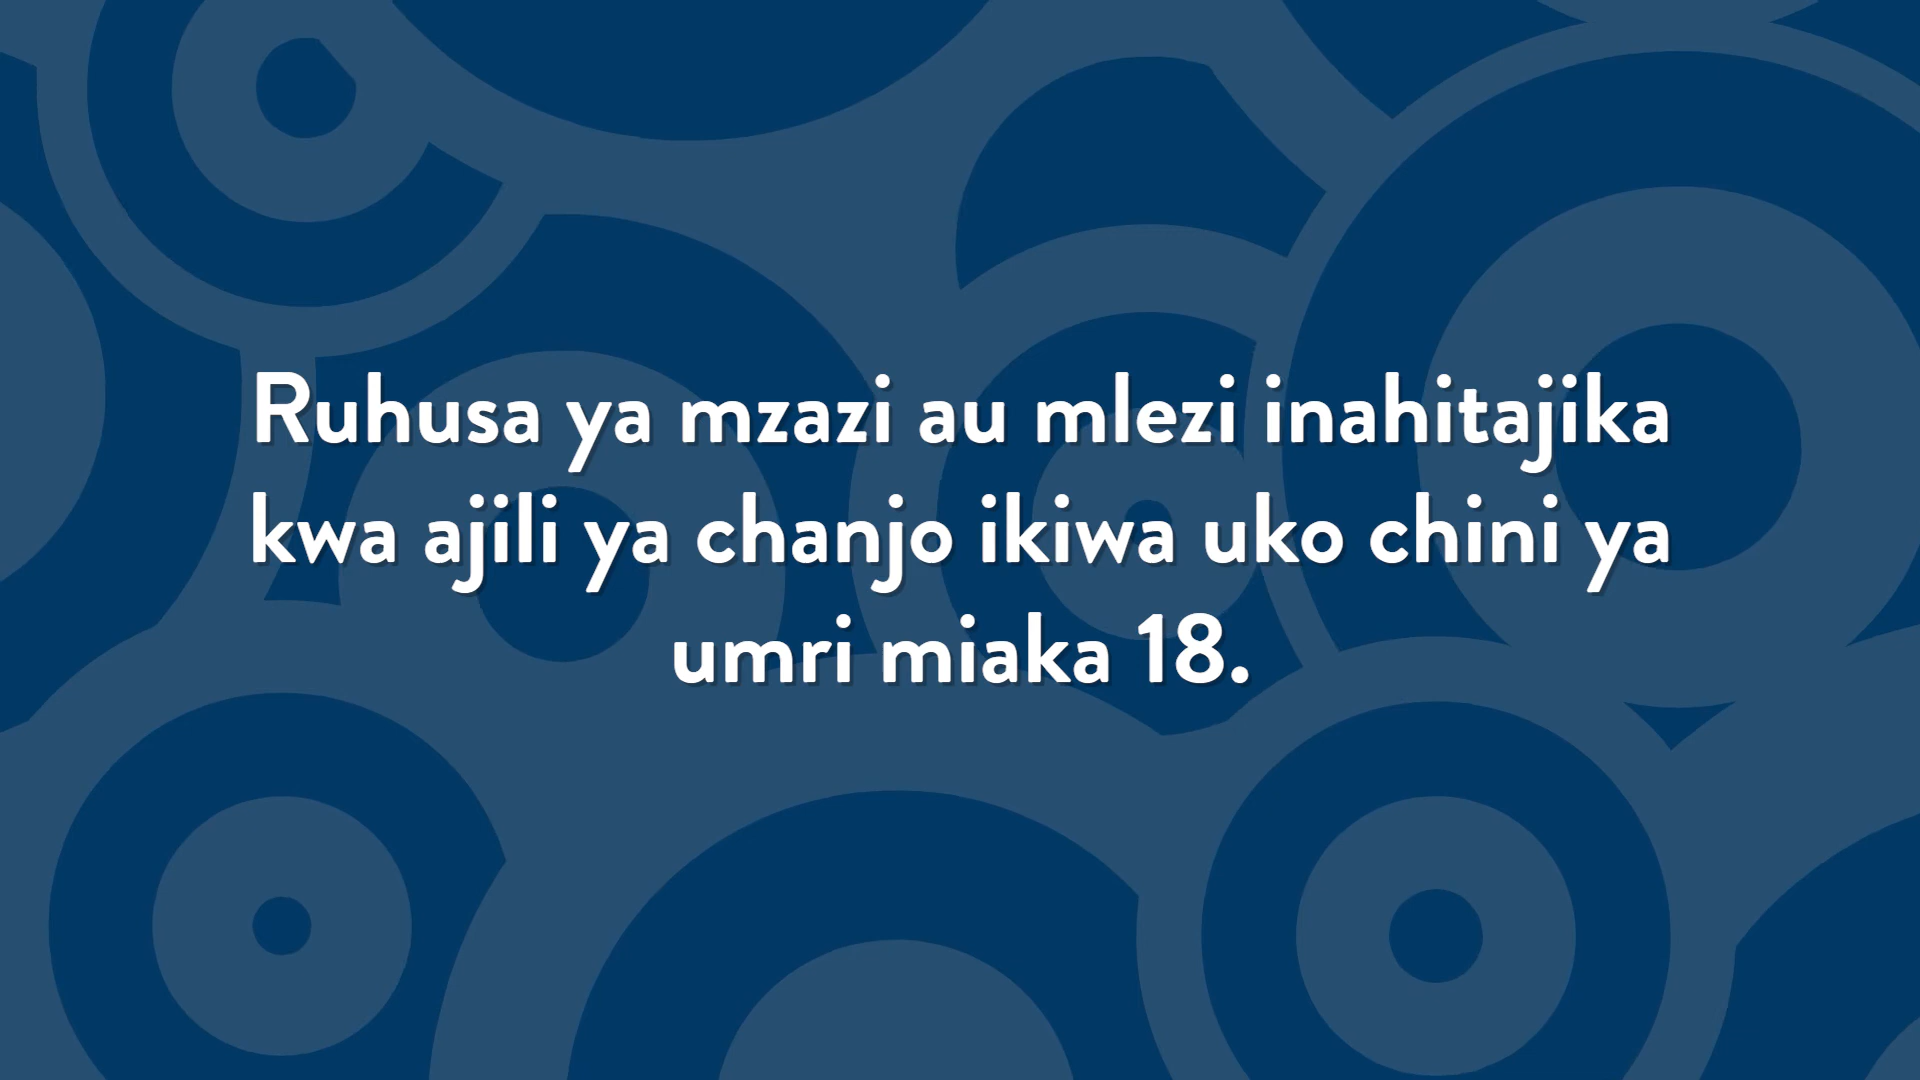 Ruhusa ya mzazi au mlezi inahitajika
kwa ajili ya chanjo ikiwa uko chini ya
umri miaka 18.